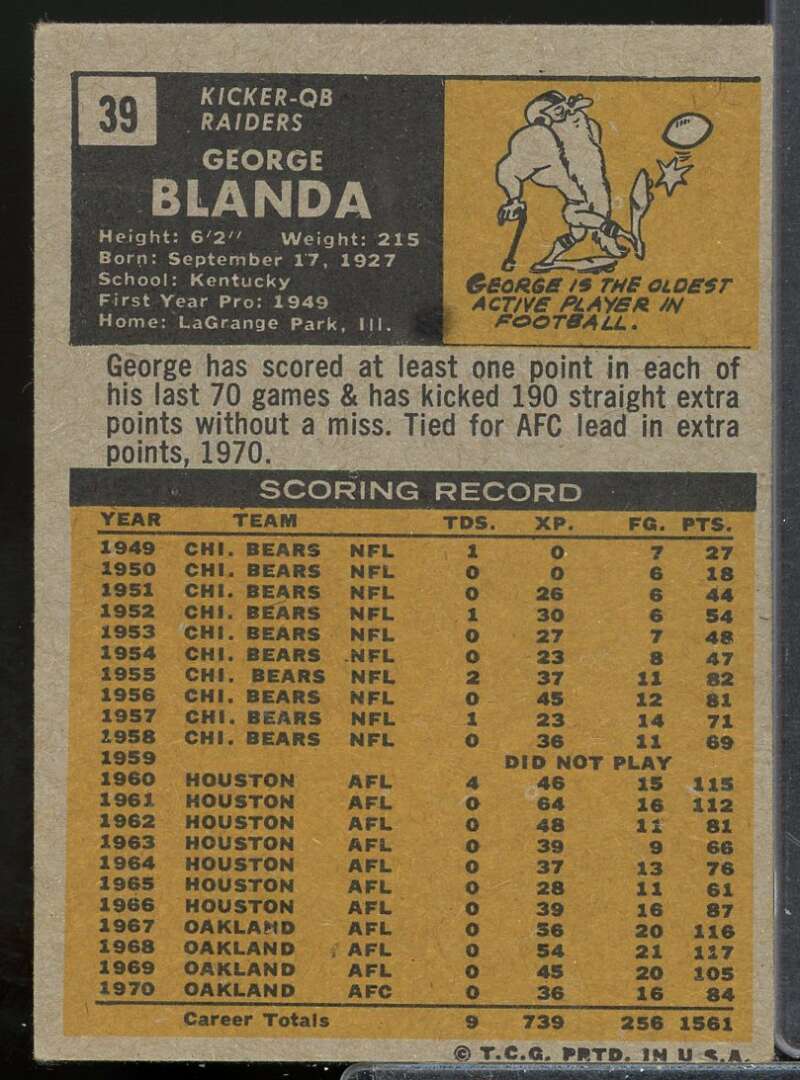 39
KICKER-QB
RAIDERS
GEORGE
BLANDA
Height: 6'2" Weight: 215
Born: September 17, 1927
School: Kentucky
First Year Pro: 1949
Home: LaGrange Park, Ill.
GEORGE IS THE OLDEST
ACTIVE PLAYER IN
FOOTBALL.
George has scored at least one point in each of
his last 70 games & has kicked 190 straight extra
points without a miss. Tied for AFC lead in extra
points, 1970.
SCORING RECORD
YEAR TEAM TDS. XP. FG. PTS.
1949 CHI. BEARS NFL 1 0 7 27
1950 CHI. BEARS NFL 0 0 6 18
1951 CHI. BEARS NFL 0 26 6 44
1952 CHI. BEARS NFL 1 30 6 54
1953 CHI. BEARS NFL 0 27 7 48
1954 CHI. BEARS NFL 0 23 8 47
1955 CHI. BEARS NFL 2 37 11 82
1956 CHI. BEARS NFL 0 45 12 81
1957 CHI. BEARS NFL 1 23 14 71
1958 CHI. BEARS NFL 0 36 11 69
1959 DID NOT PLAY
1960 HOUSTON AFL 4 46 15 115
1961 HOUSTON AFL 0 64 16 112
1962 HOUSTON AFL 0 48 11 81
1963 HOUSTON AFL 0 39 9 66
1964 HOUSTON AFL 0 37 13 76
1965 HOUSTON AFL 0 28 11 61
1966 HOUSTON AFL 0 39 16 87
1967 OAKLAND AFL 0 56 20 116
1968 OAKLAND AFL 0 54 21 117
1969 OAKLAND AFL 0 45 20 105
1970 OAKLAND AFC 0 36 16 84
Career Totals 9 739 256 1561
© T.C.G. PRTD. IN U.S.A.